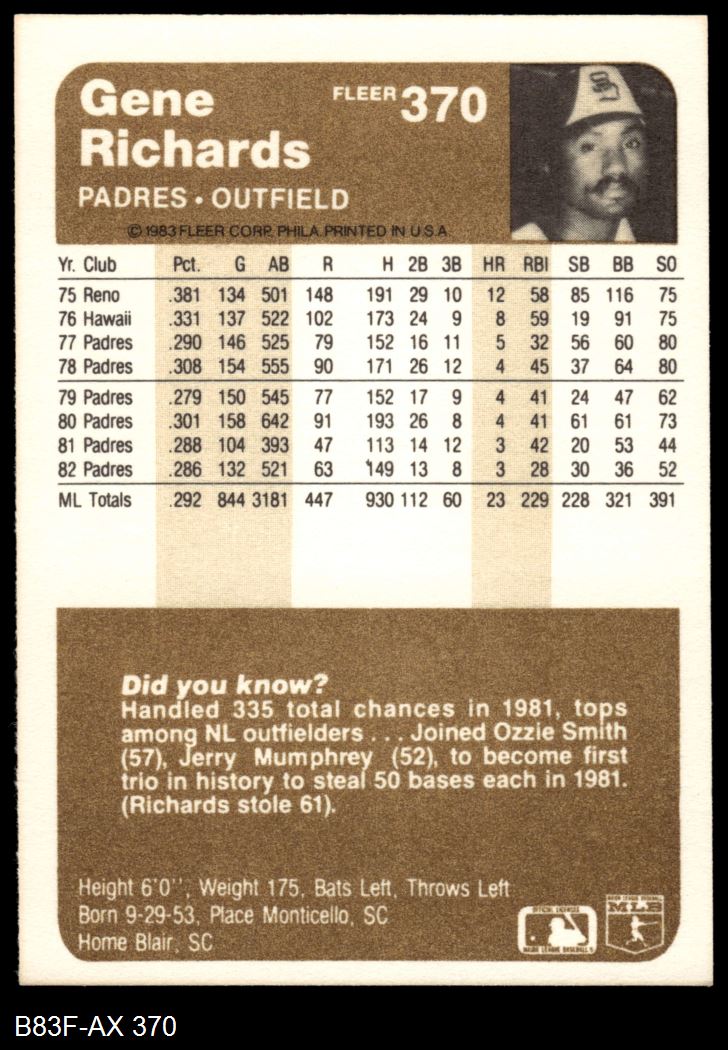 Gene
Richards
FLEER 370
PADRES • OUTFIELD
© 1983 FLEER CORP. PHILA. PRINTED IN U.S.A.
Yr. Club Pct. G AB R H 2B 3B HR RBI SB BB SO
75 Reno .381 134 501 148 191 29 10 12 58 85 116 75
76 Hawaii .331 137 522 102 173 24 9 8 59 19 91 75
77 Padres .290 146 525 79 152 16 11 5 32 56 60 80
78 Padres .308 154 555 90 171 26 12 4 45 37 64 80
79 Padres .279 150 545 77 152 17 9 4 41 24 47 62
80 Padres .301 158 642 91 193 26 8 4 41 61 61 73
81 Padres .288 104 393 47 113 14 12 3 42 20 53 44
82 Padres .286 132 521 63 149 13 8 3 28 30 36 52
ML Totals .292 844 3181 447 930 112 60 23 229 228 321 391
Did you know?
Handled 335 total chances in 1981, tops
among NL outfielders . . . Joined Ozzie Smith
(57), Jerry Mumphrey (52), to become first
trio in history to steal 50 bases each in 1981.
(Richards stole 61).
Height 6'0'', Weight 175, Bats Left, Throws Left
Born 9-29-53, Place Monticello, SC
Home Blair, SC
OFFICIAL LICENSEE
MAJOR LEAGUE BASEBALL
MAJOR LEAGUE BASEBALL
MLB
B83F-AX 370